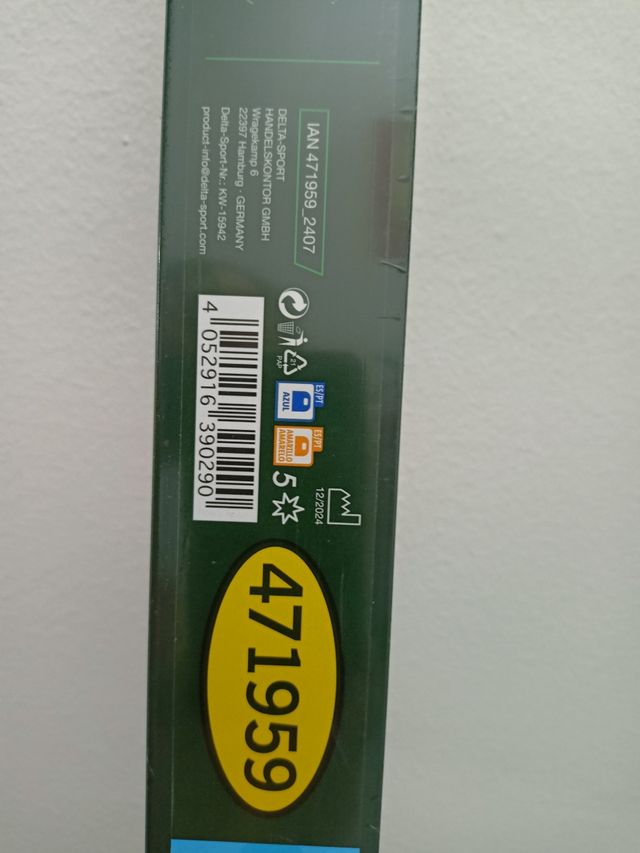 IAN 471959_2407
DELTA-SPORT
HANDELSKONTOR GMBH
Wragekamp 6
22397 Hamburg · GERMANY
Delta-Sport-Nr.: KW-15942
product-info@delta-sport.com
21
PAP
ES/PT
AZUL
ES/PT
AMARILLO
AMARELO
5
12/2024
4 052916 390290
471959